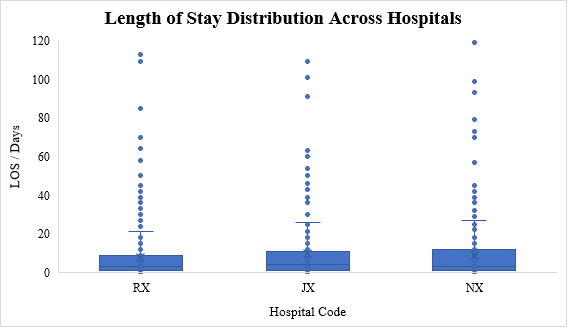 Length of Stay Distribution Across Hospitals
120
100
80
60
40
20
0
LOS / Days
RX
JX
NX
Hospital Code